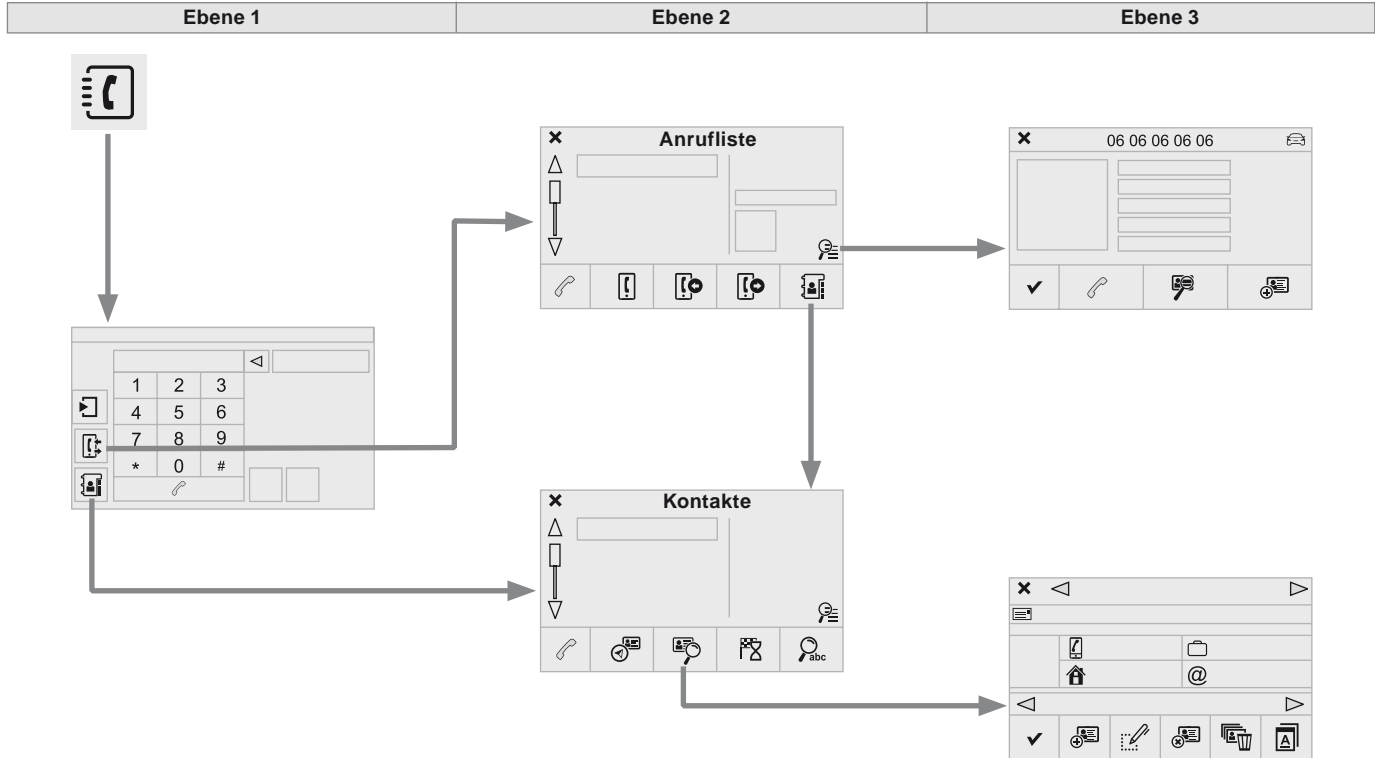 Ebene 1 Ebene 2 Ebene 3
Anrufliste
06 06 06 06 06
1 2 3
4 5 6
7 8 9
* 0 #
Kontakte
abc
@
A